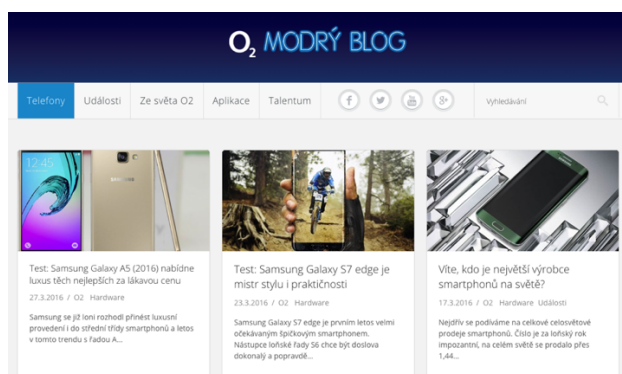 O2 MODRÝ BLOG
Telefony Události Ze světa O2 Aplikace Talentum Vyhledávání
12:45
SAMSUNG
Test: Samsung Galaxy A5 (2016) nabídne
luxus těch nejlepších za lákavou cenu
27.3.2016 / O2 Hardware
Samsung se již loni rozhodl přinést luxusní
provedení i do střední třídy smartphonů a letos
v tomto trendu s řadou A...
Test: Samsung Galaxy S7 edge je
mistr stylu i praktičnosti
23.3.2016 / O2 Hardware
Samsung Galaxy S7 edge je prvním letos velmi
očekávaným špičkovým smartphonem.
Nástupce loňské řady S6 chce být doslova
dokonalý a popravdě...
Víte, kdo je největší výrobce
smartphonů na světě?
17.3.2016 / O2 Hardware Události
Nejdřív se podíváme na celkové celosvětové
prodeje smartphonů. Číslo je za loňský rok
impozantní, na celém světě se prodalo přes
1,44...